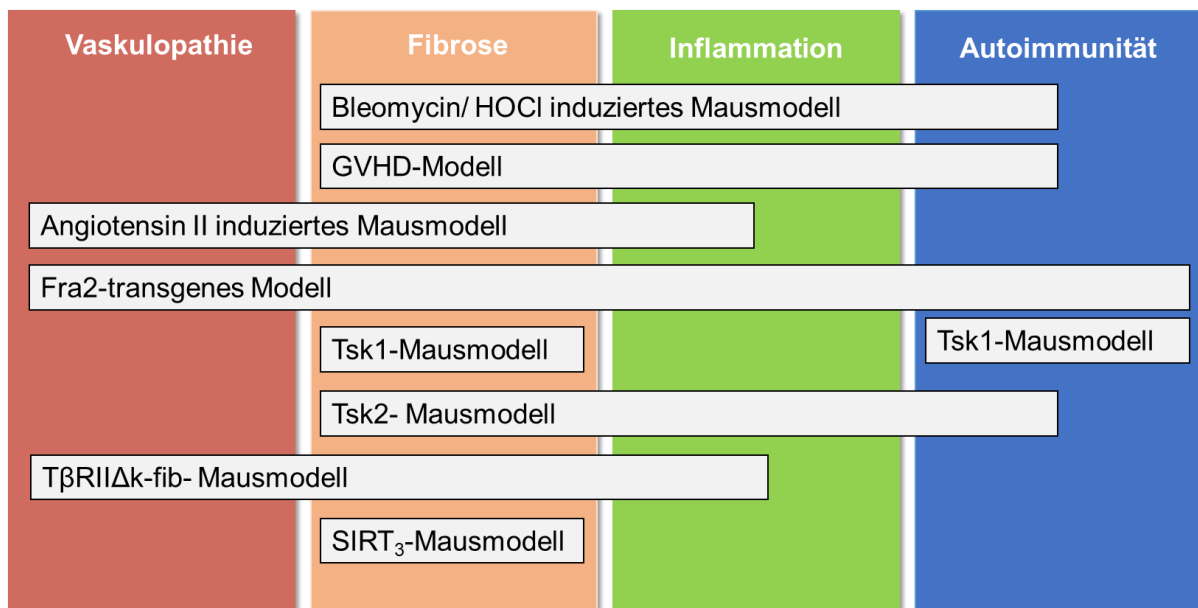 Vaskulopathie
Fibrose
Inflammation
Autoimmunität
Bleomycin/ HOCl induziertes Mausmodell
GVHD-Modell
Angiotensin II induziertes Mausmodell
Fra2-transgenes Modell
Tsk1-Mausmodell
Tsk1-Mausmodell
Tsk2- Mausmodell
TβRIIΔk-fib- Mausmodell
SIRT₃-Mausmodell